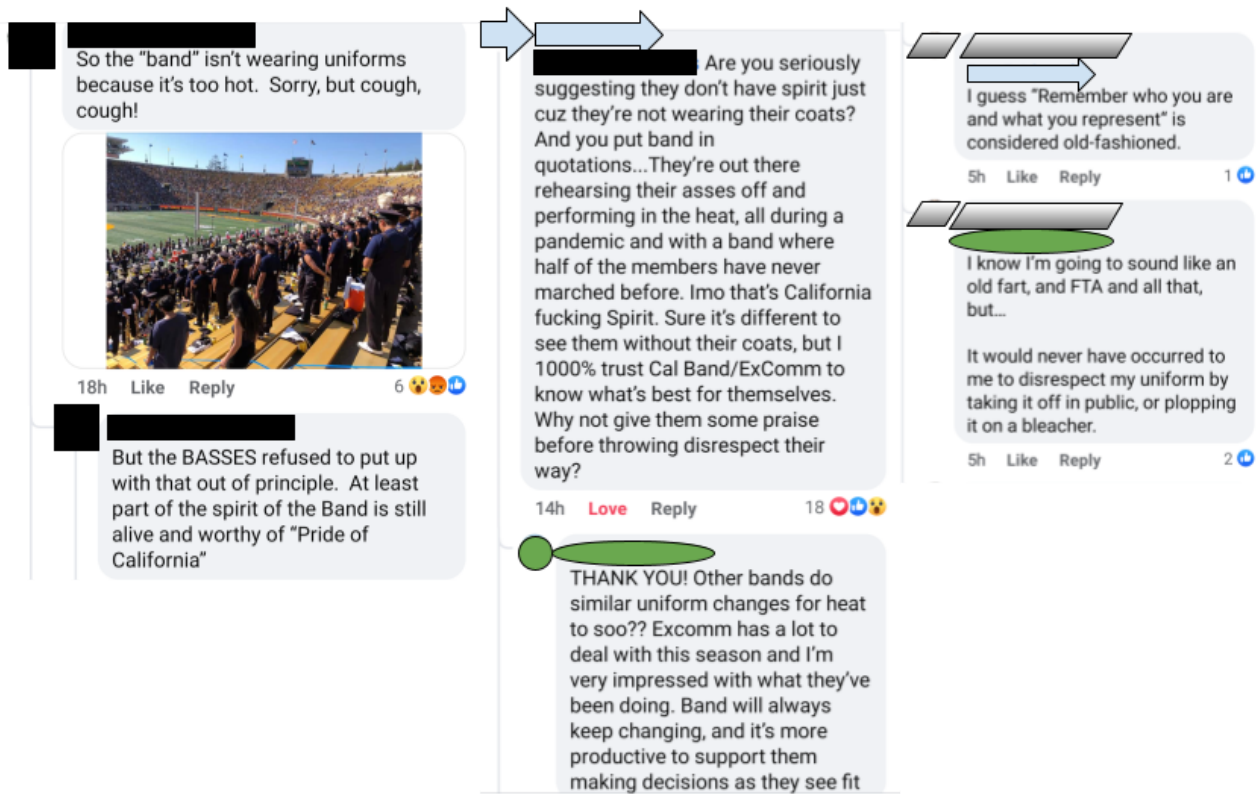 So the “band” isn’t wearing uniforms
because it’s too hot.  Sorry, but cough,
cough!
18h Like Reply 6
But the BASSES refused to put up
with that out of principle.  At least
part of the spirit of the Band is still
alive and worthy of “Pride of
California”
Are you seriously
suggesting they don’t have spirit just
cuz they’re not wearing their coats?
And you put band in
quotations...They’re out there
rehearsing their asses off and
performing in the heat, all during a
pandemic and with a band where
half of the members have never
marched before. Imo that’s California
fucking Spirit. Sure it’s different to
see them without their coats, but I
1000% trust Cal Band/ExComm to
know what’s best for themselves.
Why not give them some praise
before throwing disrespect their
way?
14h Love Reply 18
THANK YOU! Other bands do
similar uniform changes for heat
to soo?? Excomm has a lot to
deal with this season and I’m
very impressed with what they’ve
been doing. Band will always
keep changing, and it’s more
productive to support them
making decisions as they see fit
I guess “Remember who you are
and what you represent” is
considered old-fashioned.
5h Like Reply 1
I know I’m going to sound like an
old fart, and FTA and all that,
but...
It would never have occurred to
me to disrespect my uniform by
taking it off in public, or plopping
it on a bleacher.
5h Like Reply 2